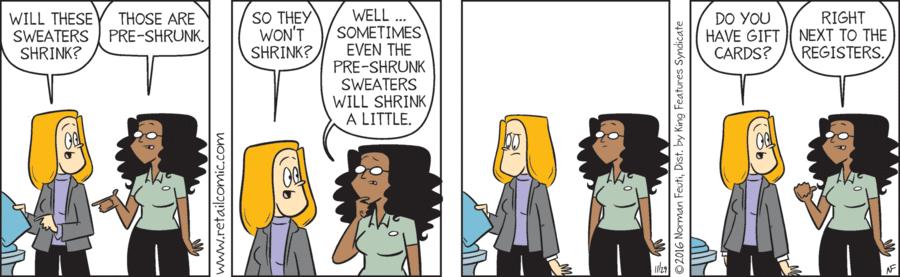 WILL THESE
SWEATERS
SHRINK?
THOSE ARE
PRE-SHRUNK.
www.retailcomic.com
SO THEY
WON'T
SHRINK?
WELL ...
SOMETIMES
EVEN THE
PRE-SHRUNK
SWEATERS
WILL SHRINK
A LITTLE.
11/29
©2016 Norman Feuti, Dist. by King Features Syndicate
DO YOU
HAVE GIFT
CARDS?
RIGHT
NEXT TO THE
REGISTERS.
NF